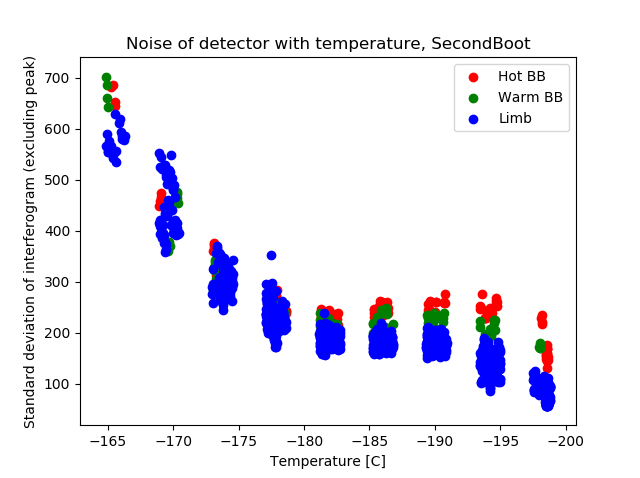 Noise of detector with temperature, SecondBoot
Standard deviation of interferogram (excluding peak)
700
600
500
400
300
200
100
Hot BB
Warm BB
Limb
−165 −170 −175 −180 −185 −190 −195 −200
Temperature [C]